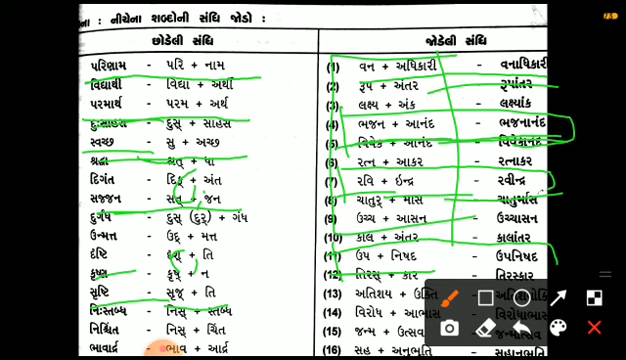 ના : નીચેના શબ્દોની સંધિ જોડો :
છોડેલી સંધિ
પરિણામ - પરિ + નામ
વિદ્યાર્થી - વિદ્યા + અર્થી
પરમાર્થ - પરમ + અર્થ
દુઃસાહસ - દુસ્ + સાહસ
સ્વચ્છ - સુ + અચ્છ
શ્રદ્ધા - શ્રત્ + ધા
દિગંત - દિક્ + અંત
સજ્જન - સત્ + જન
દુર્ગંધ - દુસ્ (દુર્) + ગંધ
ઉન્મત્ત - ઉદ્ + મત્ત
દૃષ્ટિ - દૃશ્ + તિ
કૃષ્ણ - કૃષ્ + ન
સૃષ્ટિ - સૃજ્ + તિ
નિઃસ્તબ્ધ - નિસ્ + સ્તબ્ધ
નિશ્ચિંત - નિસ્ + ચિંત
ભાવાર્દ્ર - ભાવ + આર્દ્ર
જોડેલી સંધિ
(1) વન + અધિકારી - વનાધિકારી
(2) રૂપ + અંતર - રૂપાંતર
(3) લક્ષ્ય + અંક - લક્ષ્યાંક
(4) ભજન + આનંદ - ભજનાનંદ
(5) વિવેક + આનંદ - વિવેકાનંદ
(6) રત્ન + આકર - રત્નાકર
(7) રવિ + ઇન્દ્ર - રવીન્દ્ર
(8) ચાતુર્ + માસ - ચાતુર્માસ
(9) ઉચ્ચ + આસન - ઉચ્ચાસન
(10) કાલ + અંતર - કાલાંતર
(11) ઉપ + નિષદ - ઉપનિષદ
(12) તિરસ્ + કાર - તિરસ્કાર
(13) અતિશય + ઉક્તિ
(14) વિરોધ + આભાસ
(15) જન્મ + ઉત્સવ
(16) સહ + અનુભૂતિ - સહાનુભૂતિ